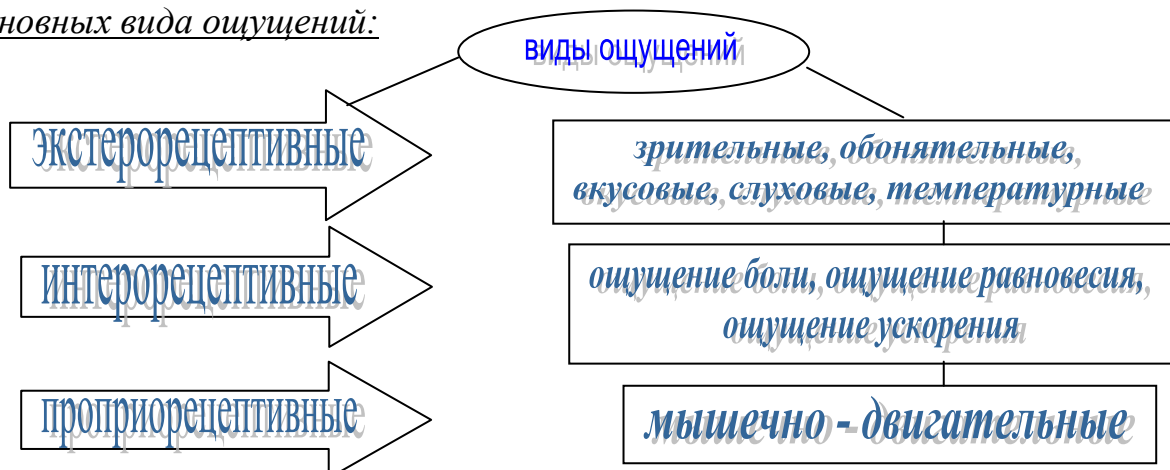 новных вида ощущений:
виды ощущений
экстерорецептивные
зрительные, обонятельные,
вкусовые, слуховые, температурные
интерорецептивные
ощущение боли, ощущение равновесия,
ощущение ускорения
проприорецептивные
мышечно - двигательные